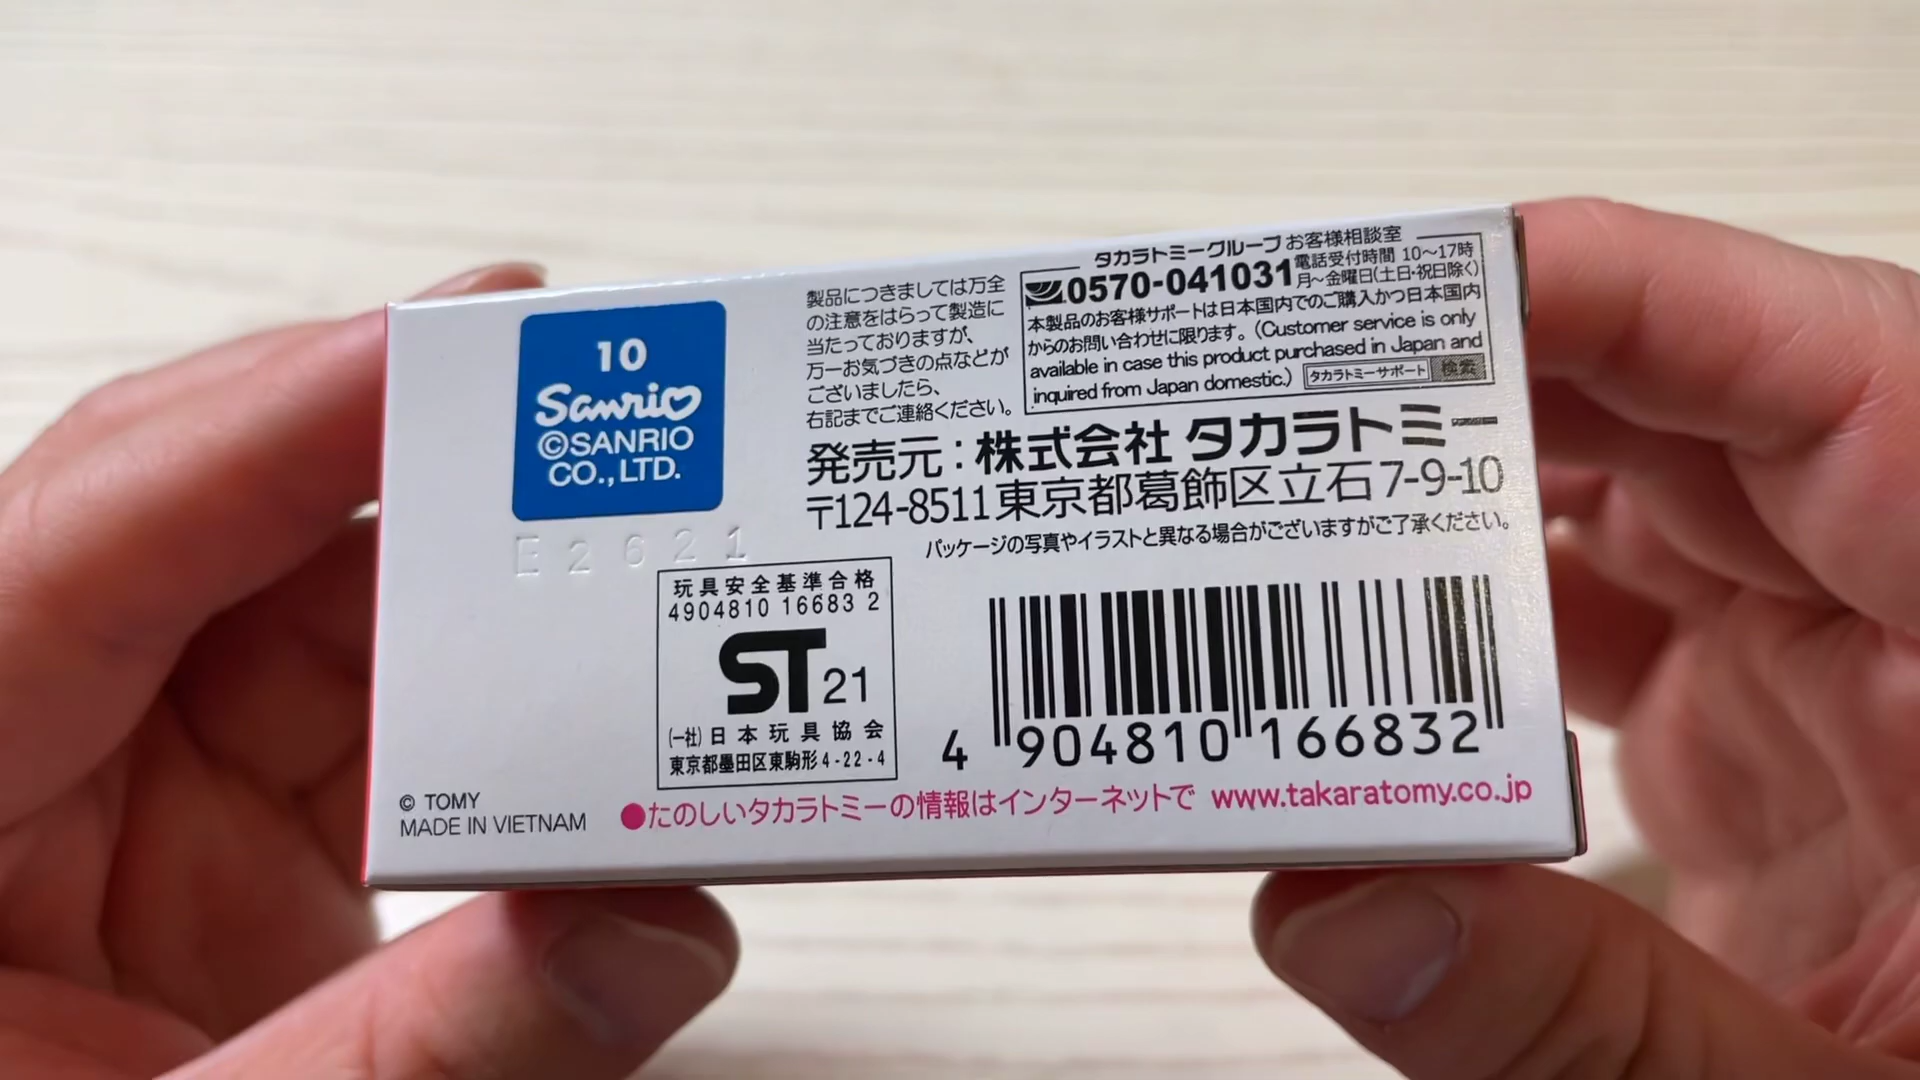 10
Sanrio
©SANRIO
CO., LTD.
E2621
製品につきましては万全
の注意をはらって製造に
当たっておりますが、
万一お気づきの点などが
ございましたら、
右記までご連絡ください。
タカラトミーグループ お客様相談室
0570-041031 電話受付時間 10〜17時
月〜金曜日(土日・祝日除く)
本製品のお客様サポートは日本国内でのご購入かつ日本国内
からのお問い合わせに限ります。(Customer service is only
available in case this product purchased in Japan and
inquired from Japan domestic.) タカラトミーサポート 検索
発売元：株式会社 タカラトミー
〒124-8511 東京都葛飾区立石7-9-10
パッケージの写真やイラストと異なる場合がございますがご了承ください。
玩具安全基準合格
4904810 16683 2
ST 21
(一社)日本玩具協会
東京都墨田区東駒形4-22-4
4 904810 166832
© TOMY
MADE IN VIETNAM
●たのしいタカラトミーの情報はインターネットで www.takaratomy.co.jp